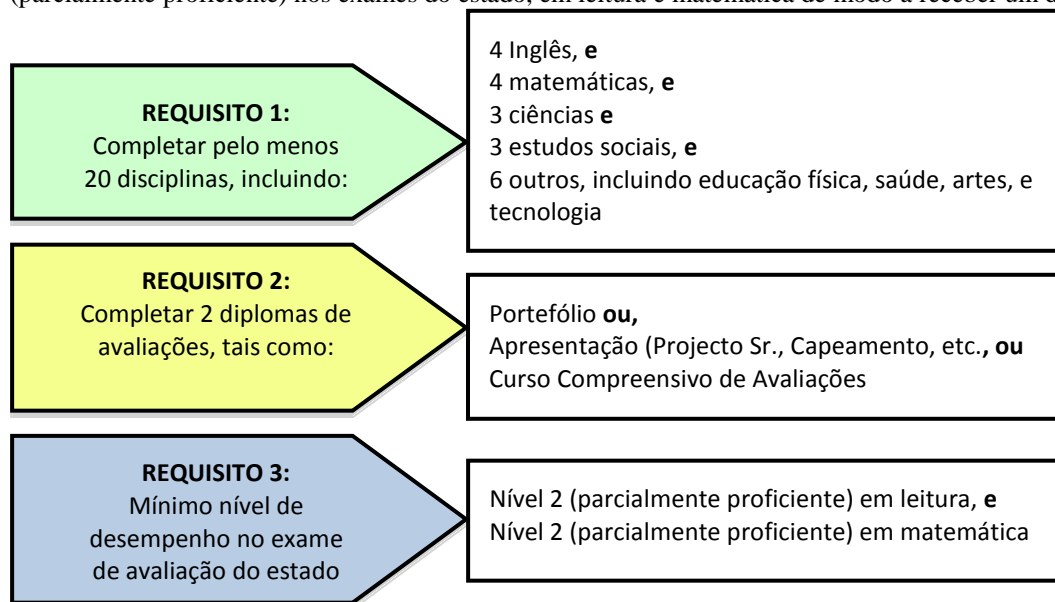 (parcialmente proficiente) nos exames do estado, em leitura e matemática de modo a receber um
REQUISITO 1:
Completar pelo menos
20 disciplinas, incluindo:
4 Inglês, e
4 matemáticas, e
3 ciências e
3 estudos sociais, e
6 outros, incluindo educação física, saúde, artes, e
tecnologia
REQUISITO 2:
Completar 2 diplomas de
avaliações, tais como:
Portefólio ou,
Apresentação (Projecto Sr., Capeamento, etc., ou
Curso Compreensivo de Avaliações
REQUISITO 3:
Mínimo nível de
desempenho no exame
de avaliação do estado
Nível 2 (parcialmente proficiente) em leitura, e
Nível 2 (parcialmente proficiente) em matemática